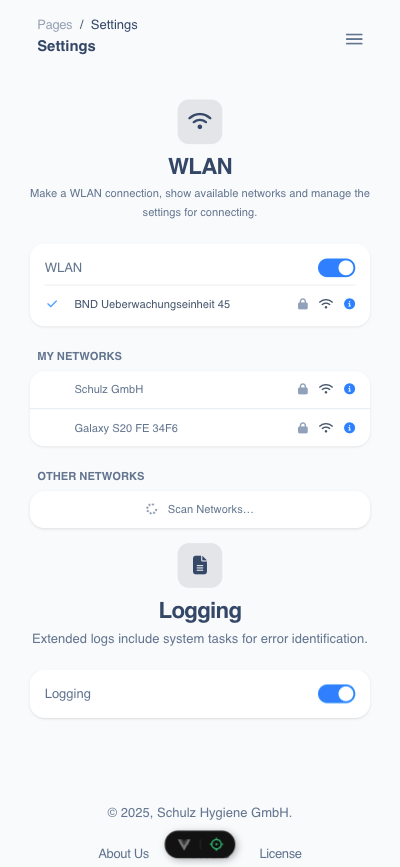 Pages / Settings
Settings
WLAN
Make a WLAN connection, show available networks and manage the
settings for connecting.
WLAN
BND Ueberwachungseinheit 45
MY NETWORKS
Schulz GmbH
Galaxy S20 FE 34F6
OTHER NETWORKS
Scan Networks…
Logging
Extended logs include system tasks for error identification.
Logging
© 2025, Schulz Hygiene GmbH.
About Us License